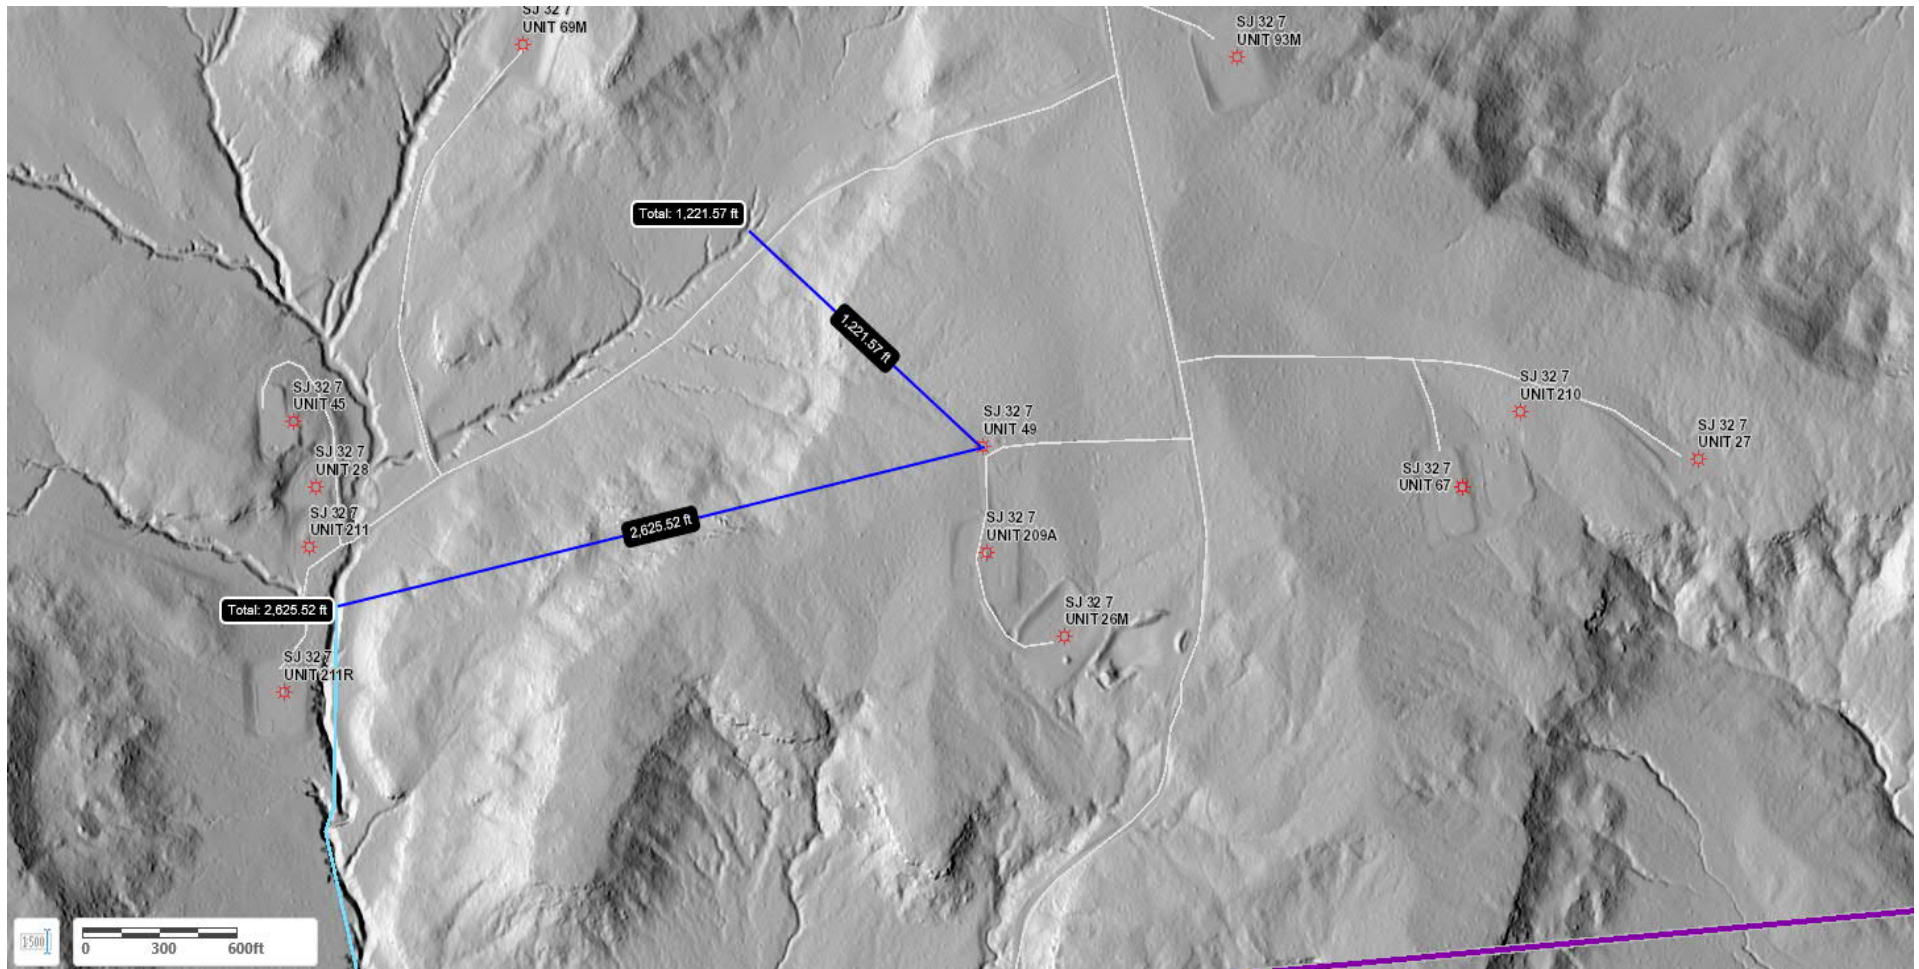 SJ 32 7
UNIT 69M
SJ 32 7
UNIT 93M
Total: 1,221.57 ft
1,221.57 ft
SJ 32 7
UNIT 45
SJ 32 7
UNIT 49
SJ 32 7
UNIT 210
SJ 32 7
UNIT 27
SJ 32 7
UNIT 28
SJ 32 7
UNIT 67
SJ 32 7
UNIT 211
2,625.52 ft
SJ 32 7
UNIT 209A
Total: 2,625.52 ft
SJ 32 7
UNIT 26M
SJ 32 7
UNIT 211R
1:500
0 300 600ft